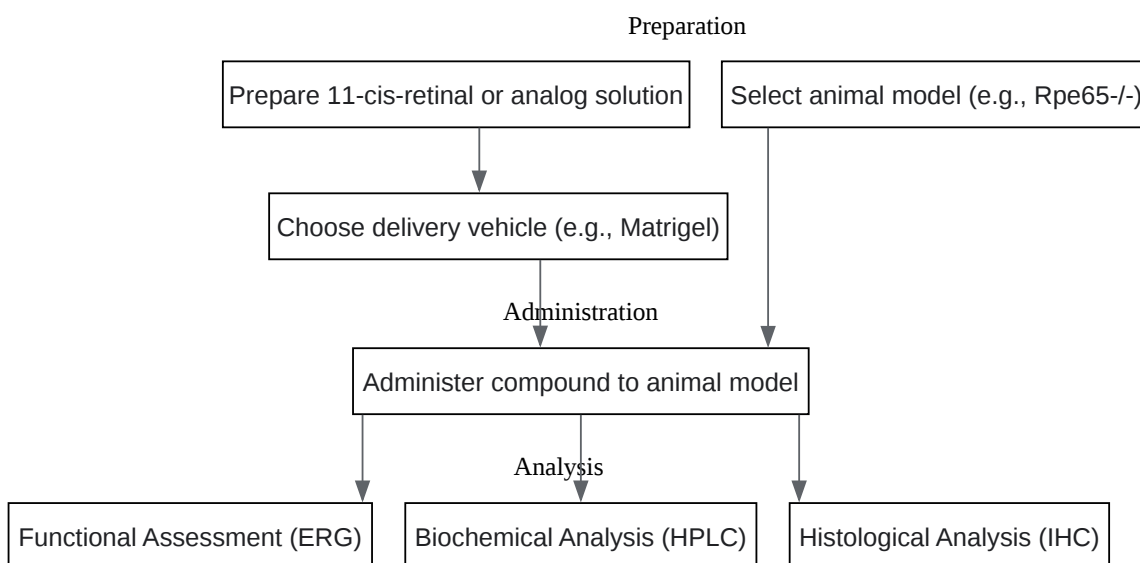 Preparation
Prepare 11-cis-retinal or analog solution
Select animal model (e.g., Rpe65-/-)
Choose delivery vehicle (e.g., Matrigel)
Administration
Administer compound to animal model
Analysis
Functional Assessment (ERG)
Biochemical Analysis (HPLC)
Histological Analysis (IHC)